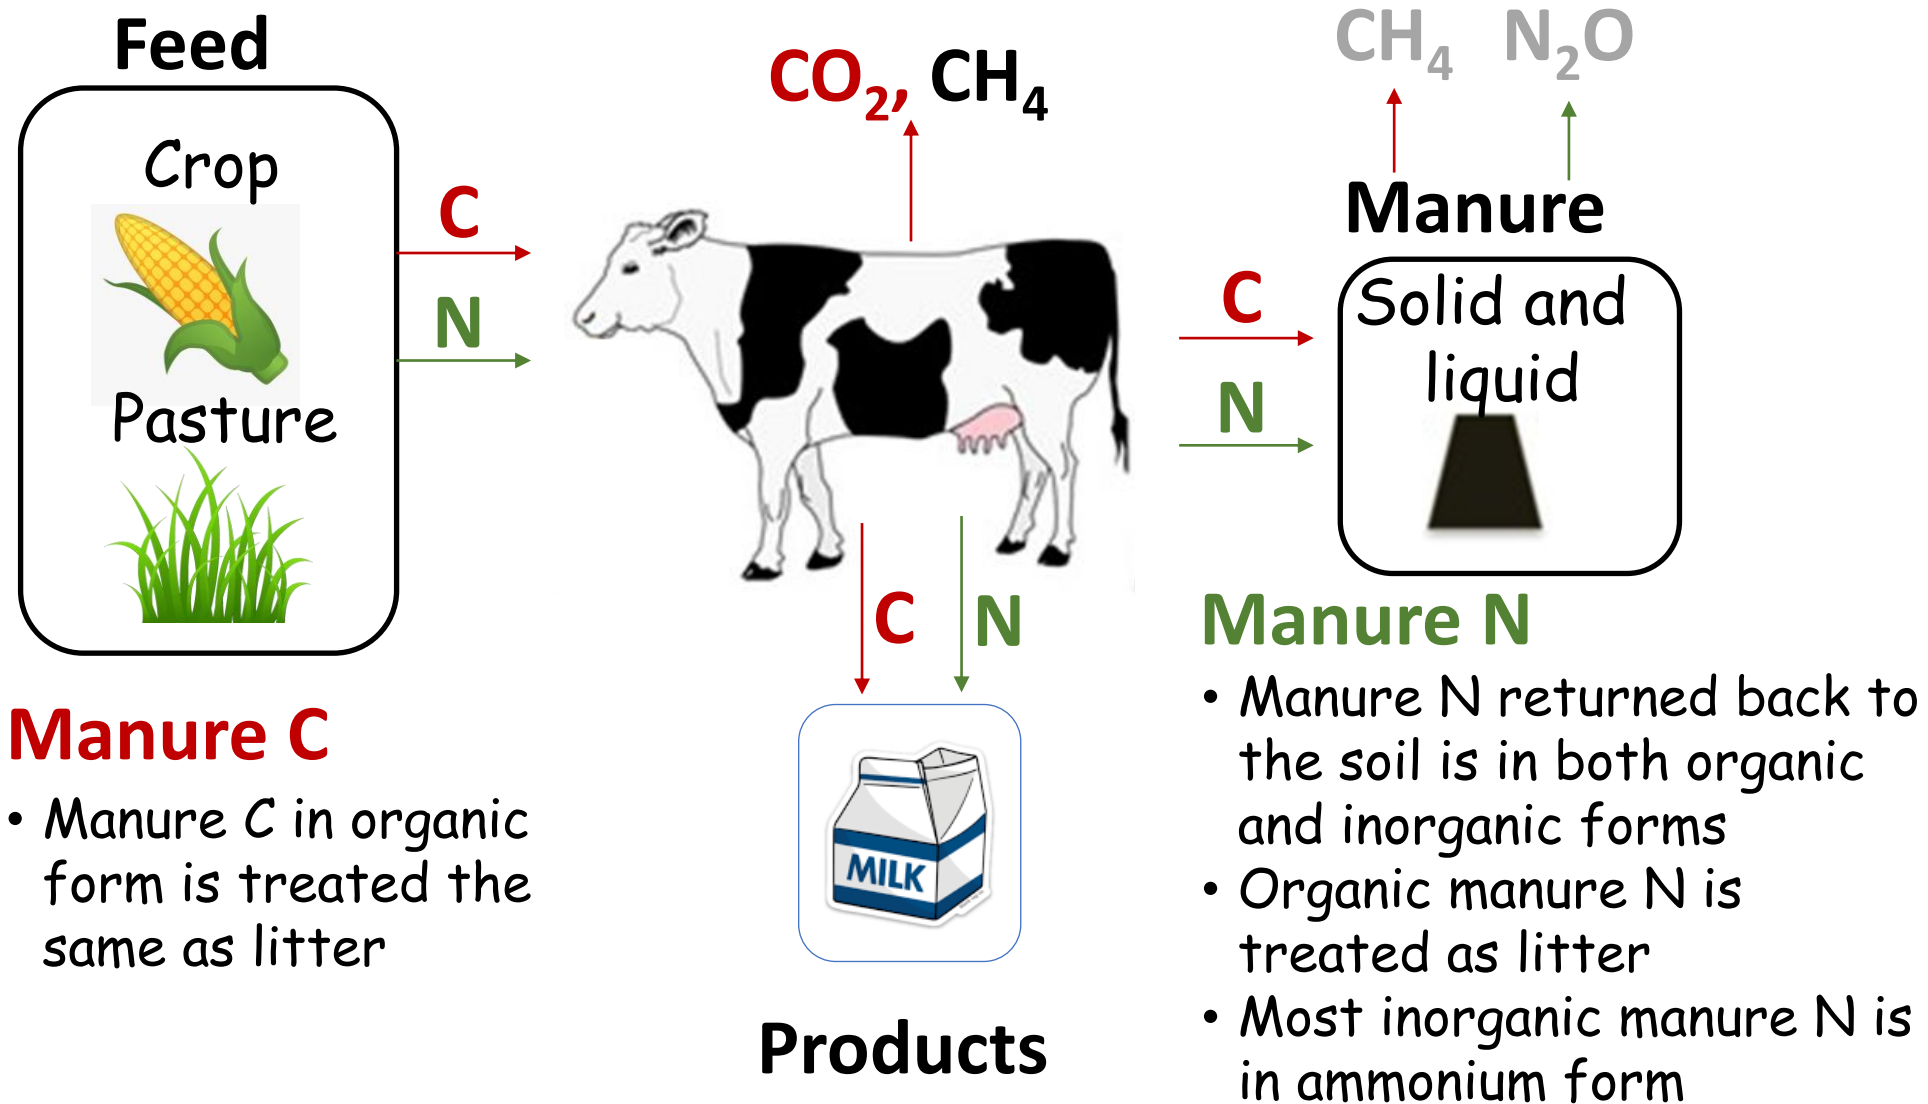 Feed
Crop
Pasture
C
N
CO₂, CH₄
CH₄ N₂O
Manure
Solid and
liquid
C
N
C
N
MILK
Products
Manure C
• Manure C in organic
form is treated the
same as litter
Manure N
• Manure N returned back to
the soil is in both organic
and inorganic forms
• Organic manure N is
treated as litter
• Most inorganic manure N is
in ammonium form